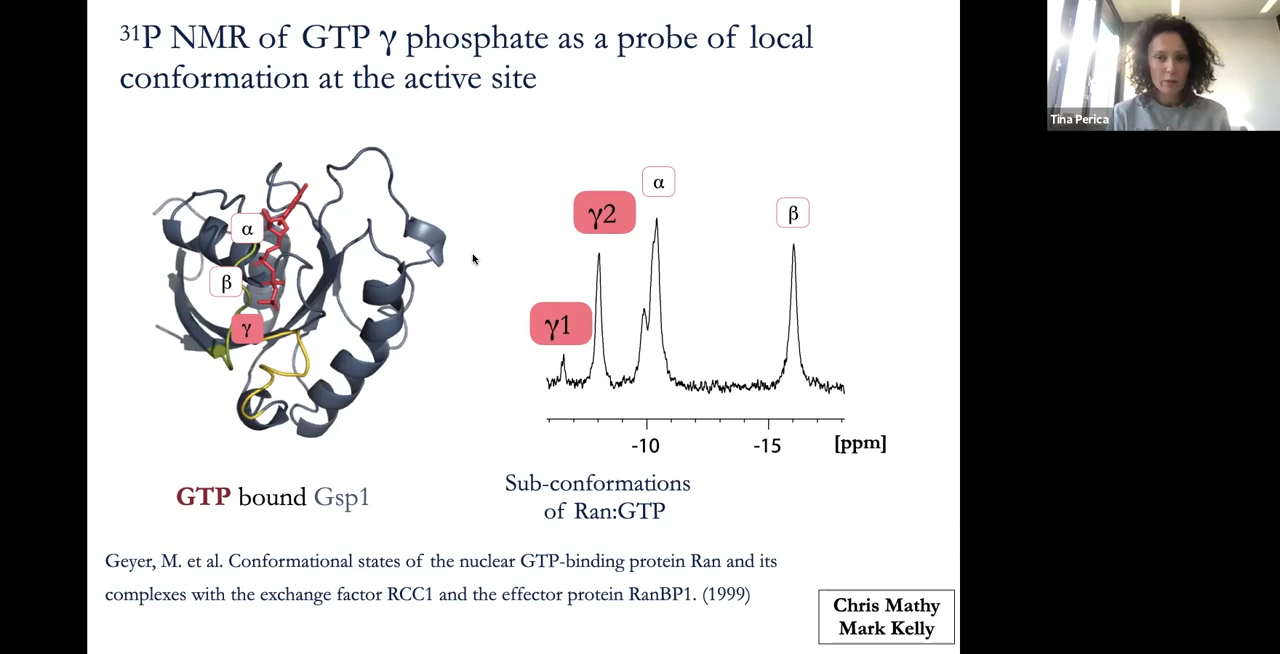 ³¹P NMR of GTP γ phosphate as a probe of local
conformation at the active site
Tina Perica
α
β
γ
γ1
γ2
α
β
-10
-15
[ppm]
GTP bound Gsp1
Sub-conformations
of Ran:GTP
Geyer, M. et al. Conformational states of the nuclear GTP-binding protein Ran and its
complexes with the exchange factor RCC1 and the effector protein RanBP1. (1999)
Chris Mathy
Mark Kelly